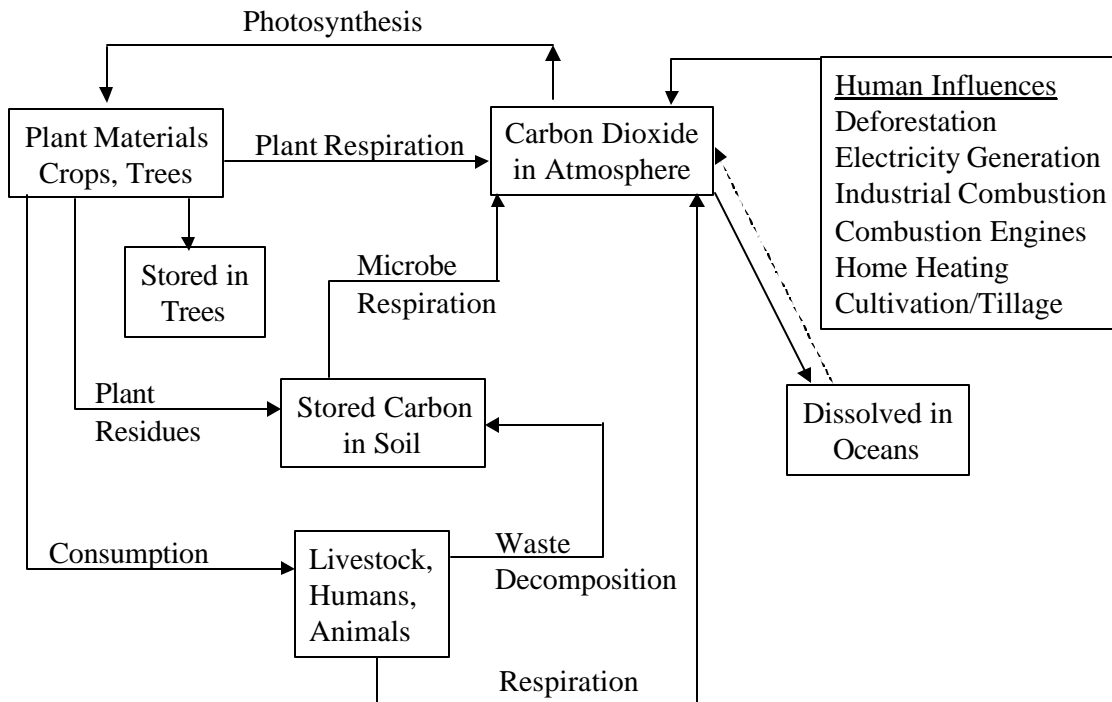 Photosynthesis
Plant Materials
Crops, Trees
Plant Respiration
Carbon Dioxide
in Atmosphere
Human Influences
Deforestation
Electricity Generation
Industrial Combustion
Combustion Engines
Home Heating
Cultivation/Tillage
Stored in
Trees
Microbe
Respiration
Plant
Residues
Stored Carbon
in Soil
Dissolved in
Oceans
Consumption
Livestock,
Humans,
Animals
Waste
Decomposition
Respiration